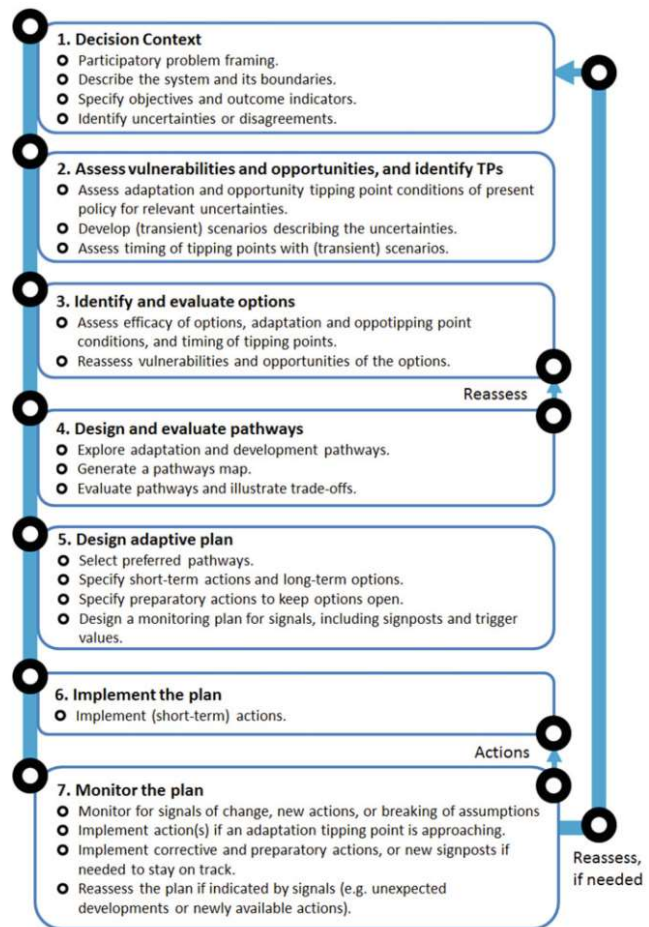 1. Decision Context
Participatory problem framing.
Describe the system and its boundaries.
Specify objectives and outcome indicators.
Identify uncertainties or disagreements.
2. Assess vulnerabilities and opportunities, and identify TPs
Assess adaptation and opportunity tipping point conditions of present
policy for relevant uncertainties.
Develop (transient) scenarios describing the uncertainties.
Assess timing of tipping points with (transient) scenarios.
3. Identify and evaluate options
Assess efficacy of options, adaptation and oppotipping point
conditions, and timing of tipping points.
Reassess vulnerabilities and opportunities of the options.
Reassess
4. Design and evaluate pathways
Explore adaptation and development pathways.
Generate a pathways map.
Evaluate pathways and illustrate trade-offs.
5. Design adaptive plan
Select preferred pathways.
Specify short-term actions and long-term options.
Specify preparatory actions to keep options open.
Design a monitoring plan for signals, including signposts and trigger
values.
6. Implement the plan
Implement (short-term) actions.
Actions
7. Monitor the plan
Monitor for signals of change, new actions, or breaking of assumptions
Implement action(s) if an adaptation tipping point is approaching.
Implement corrective and preparatory actions, or new signposts if
needed to stay on track.
Reassess the plan if indicated by signals (e.g. unexpected
developments or newly available actions).
Reassess,
if needed